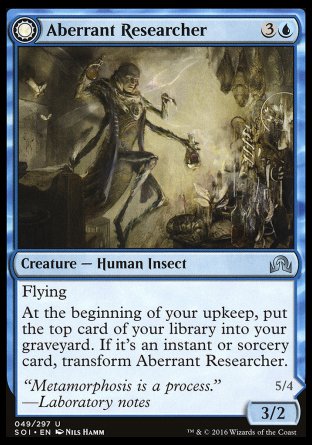 Aberrant Researcher 3
Creature — Human Insect
Flying
At the beginning of your upkeep, put
the top card of your library into your
graveyard. If it's an instant or sorcery
card, transform Aberrant Researcher.
"Metamorphosis is a process."
—Laboratory notes
5/4
3/2
049/297 U
SOI • EN NILS HAMM
™ & © 2016 Wizards of the Coast